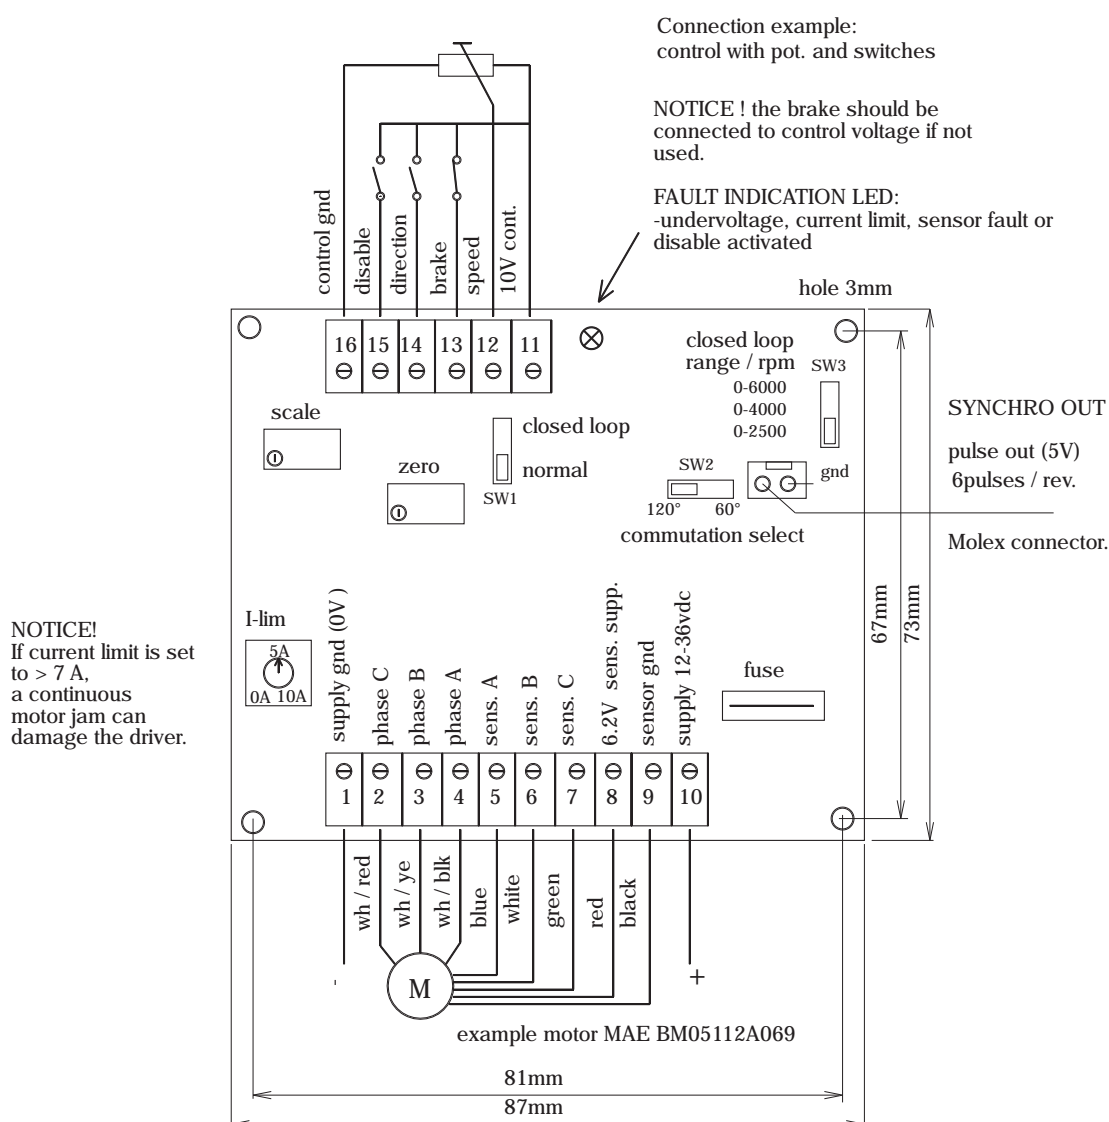 Connection example:
control with pot. and switches
NOTICE ! the brake should be
connected to control voltage if not
used.
FAULT INDICATION LED:
-undervoltage, current limit, sensor fault or
disable activated
control gnd
disable
direction
brake
speed
10V cont.
hole 3mm
16 15 14 13 12 11
closed loop
range / rpm
SW3
0-6000
0-4000
0-2500
scale
closed loop
normal
SW1
zero
SW2
120° 60°
commutation select
gnd
SYNCHRO OUT
pulse out (5V)
6pulses / rev.
Molex connector.
67mm
73mm
NOTICE!
If current limit is set
to > 7 A,
a continuous
motor jam can
damage the driver.
I-lim
5A
0A 10A
supply gnd (0V)
phase C
phase B
phase A
sens. A
sens. B
sens. C
6.2V sens. supp.
sensor gnd
supply 12-36vdc
fuse
1 2 3 4 5 6 7 8 9 10
wh / red
wh / ye
wh / blk
blue
white
green
red
black
- +
M
example motor MAE BM05112A069
81mm
87mm